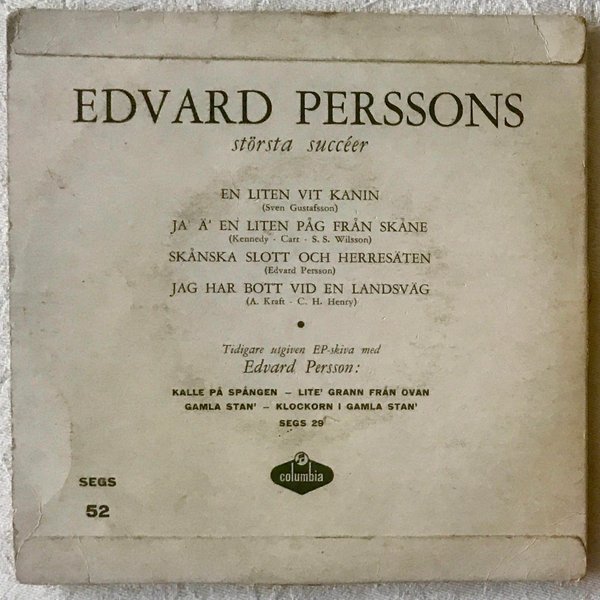 EDVARD PERSSONS
största succéer
EN LITEN VIT KANIN
(Sven Gustafsson)
JA' Ä' EN LITEN PÅG FRÅN SKÅNE
(Kennedy - Carr - S. S. Wilsson)
SKÅNSKA SLOTT OCH HERRESÄTEN
(Edvard Persson)
JAG HAR BOTT VID EN LANDSVÄG
(A. Kraft - C. H. Henry)
Tidigare utgiven EP-skiva med
Edvard Persson:
KALLE PÅ SPÅNGEN – LITE' GRANN FRÅN OVAN
GAMLA STAN' – KLOCKORN I GAMLA STAN'
SEGS 29
columbia
SEGS
52